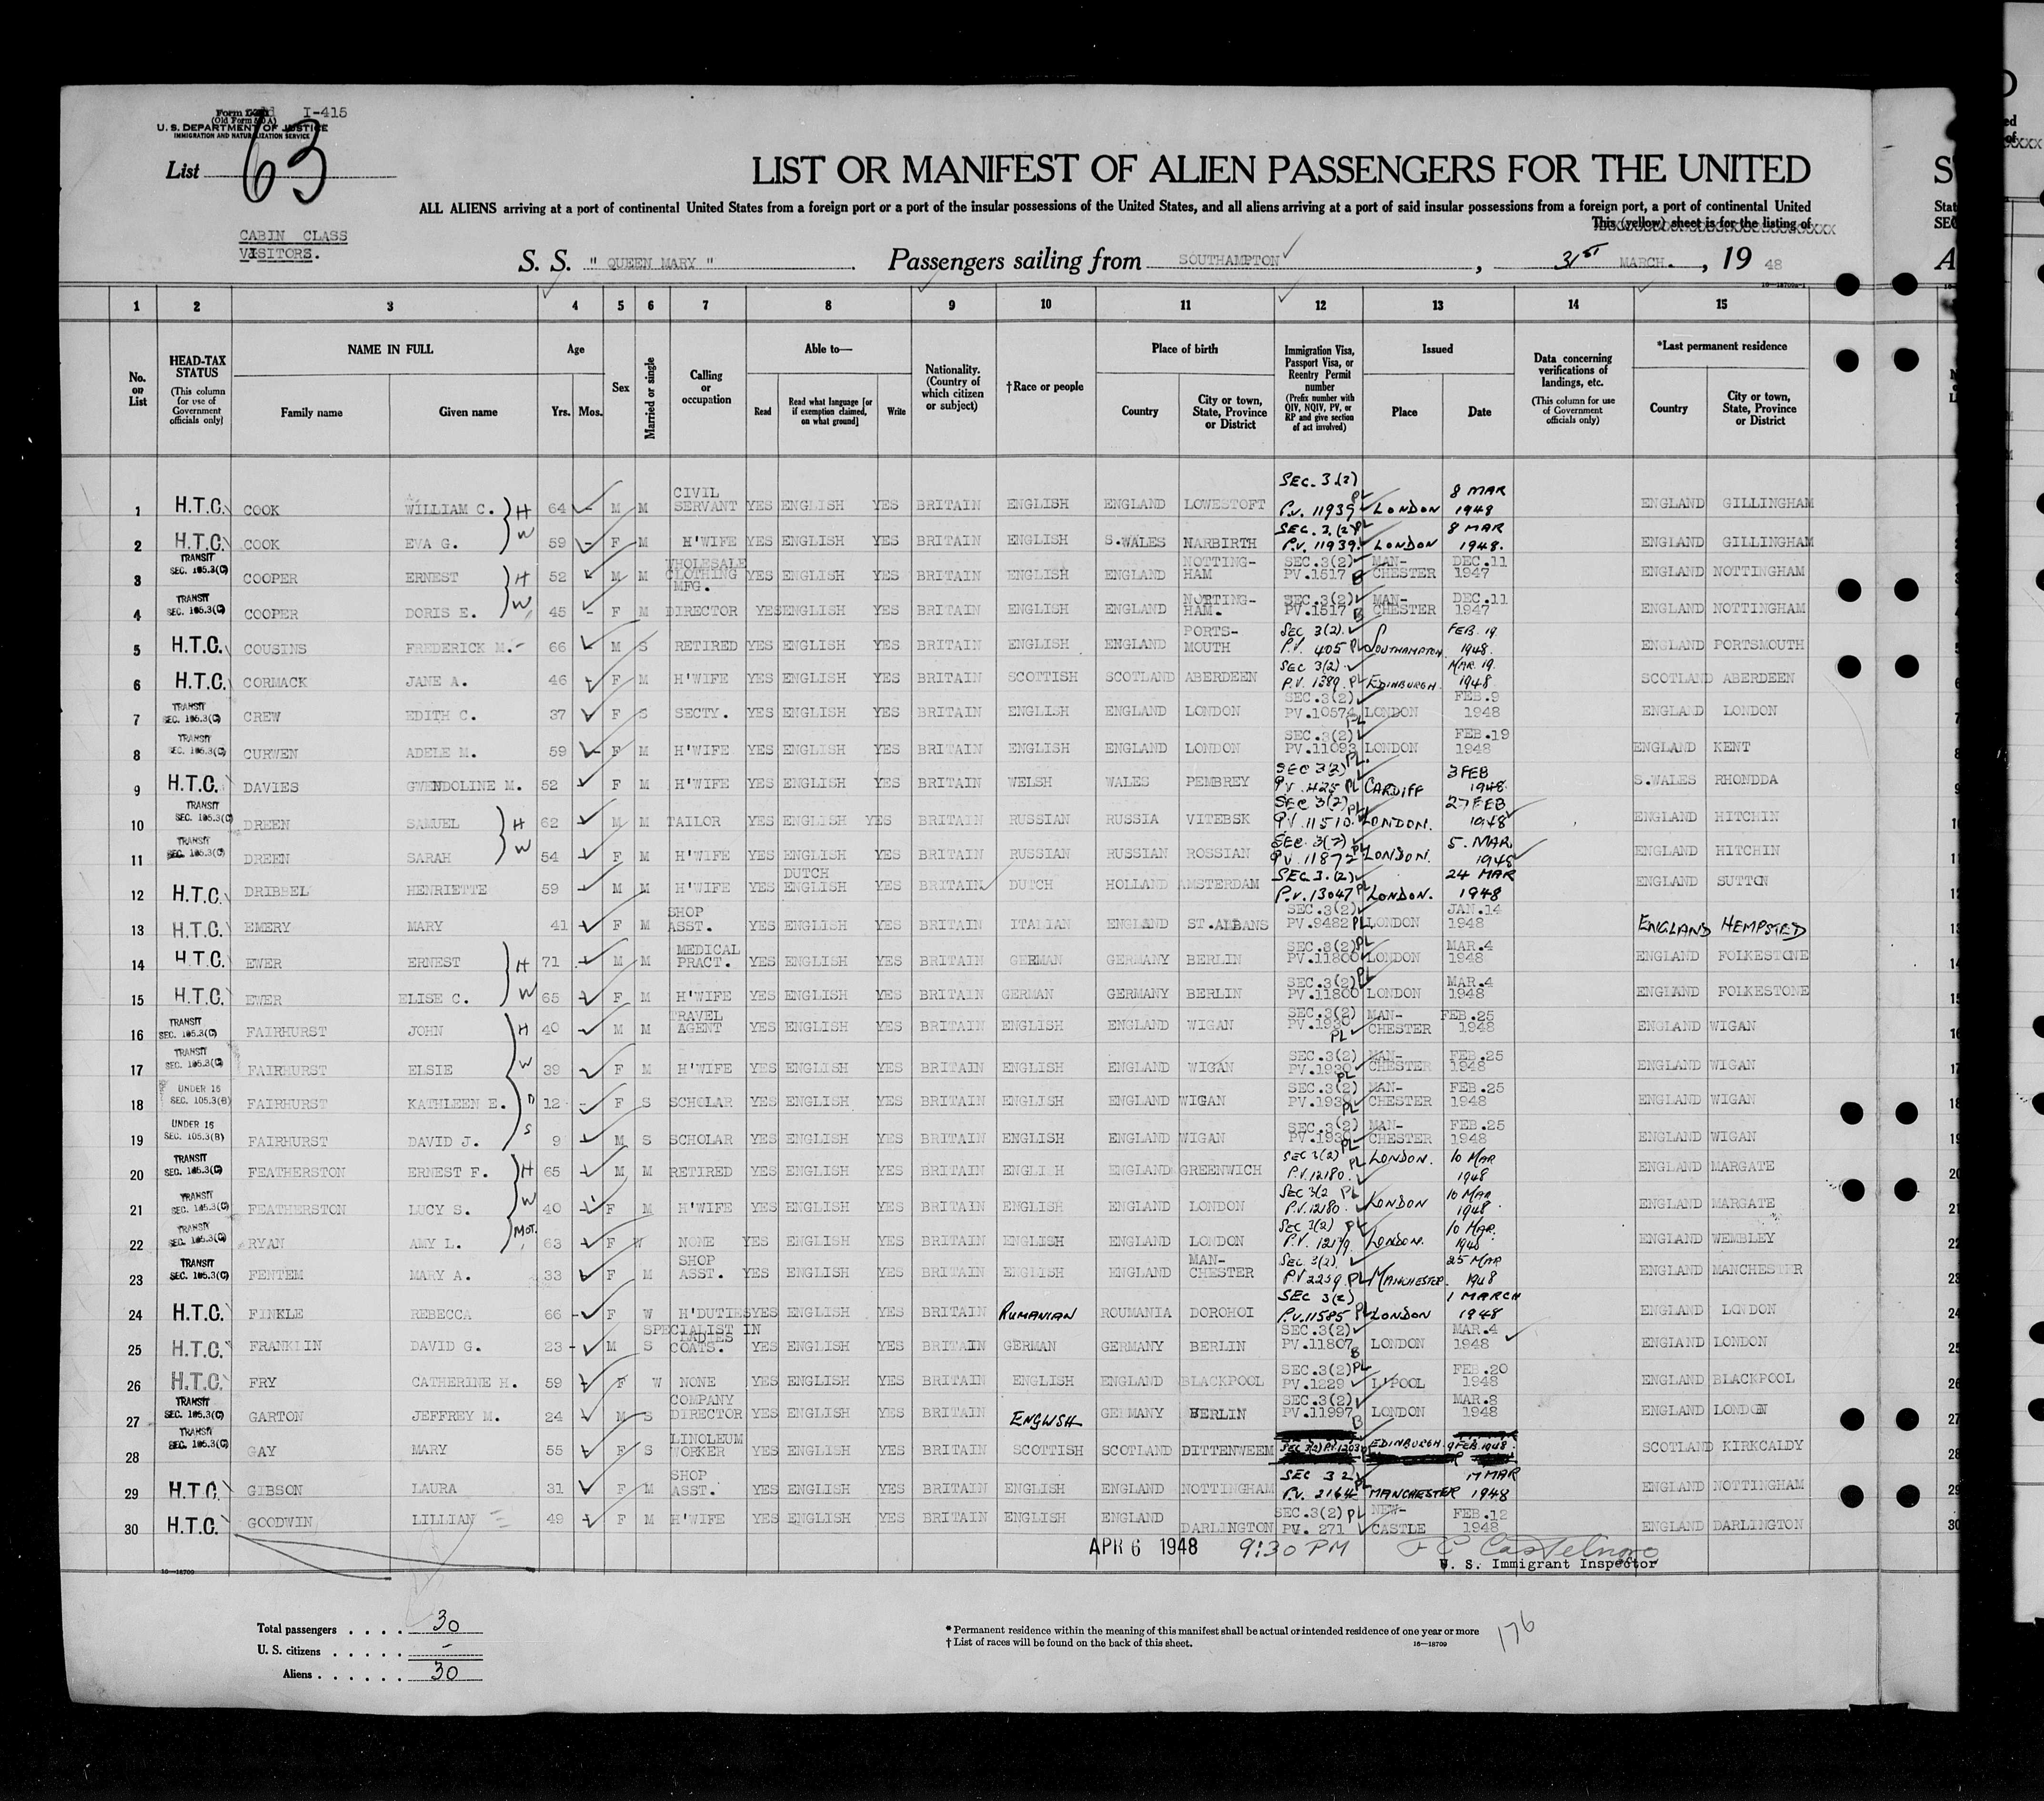 I-415
U. S. DEPARTMENT OF JUSTICE
IMMIGRATION AND NATURALIZATION SERVICE
List 63
LIST OR MANIFEST OF ALIEN PASSENGERS FOR THE UNITED
ALL ALIENS arriving at a port of continental United States from a foreign port or a port of the insular possessions of the United States, and all aliens arriving at a port of said insular possessions from a foreign port, a port of continental United
This (yellow) sheet is for the listing of
CABIN CLASS
VISITORS.
S. S. " QUEEN MARY " Passengers sailing from SOUTHAMPTON, 31st MARCH., 19 48
1 2 3 4 5 6 7 8 9 10 11 12 13 14 15
No. on List
HEAD-TAX STATUS (This column for use of Government officials only)
NAME IN FULL Family name Given name
Age Yrs. Mos.
Sex
Married or single
Calling or occupation
Able to— Read Read what language [or if exemption claimed, on what ground] Write
Nationality. (Country of which citizen or subject)
†Race or people
Place of birth Country City or town, State, Province or District
Immigration Visa, Passport Visa, or Reentry Permit number (Prefix number with QIV, NQIV, PV, or RP and give section of act involved)
Issued Place Date
Data concerning verifications of landings, etc. (This column for use of Government officials only)
*Last permanent residence Country City or town, State, Province or District
1 H.T.C. COOK WILLIAM C. H 64 M M CIVIL SERVANT YES ENGLISH YES BRITAIN ENGLISH ENGLAND LOWESTOFT SEC. 3(2) PL P.V. 11939 LONDON 8 MAR 1948 ENGLAND GILLINGHAM
2 H.T.C. COOK EVA G. W 59 F M H'WIFE YES ENGLISH YES BRITAIN ENGLISH S.WALES NARBIRTH SEC. 3.(2) PL P.V. 11939. LONDON 8 MAR 1948. ENGLAND GILLINGHAM
3 TRANSIT SEC. 105.3(C) COOPER ERNEST H 52 M M WHOLESALE CLOTHING MFG. YES ENGLISH YES BRITAIN ENGLISH ENGLAND NOTTING-HAM SEC.3(2) PV.1517 B MAN-CHESTER DEC.11 1947 ENGLAND NOTTINGHAM
4 TRANSIT SEC. 105.3(C) COOPER DORIS E. W 45 F M DIRECTOR YES ENGLISH YES BRITAIN ENGLISH ENGLAND NOTTING-HAM. SEC.3(2) PV.1517 B MAN-CHESTER DEC.11 1947 ENGLAND NOTTINGHAM
5 H.T.C. COUSINS FREDERICK M. 66 M S RETIRED YES ENGLISH YES BRITAIN ENGLISH ENGLAND PORTS-MOUTH SEC 3(2). P.V. 405 PL SOUTHAMPTON FEB. 19 1948. ENGLAND PORTSMOUTH
6 H.T.C. CORMACK JANE A. 46 F M H'WIFE YES ENGLISH YES BRITAIN SCOTTISH SCOTLAND ABERDEEN SEC 3(2). P.V. 1389. PL EDINBURGH. MAR. 19. 1948 SCOTLAND ABERDEEN
7 TRANSIT SEC. 105.3(C) CREW EDITH C. 37 F S SECTY. YES ENGLISH YES BRITAIN ENGLISH ENGLAND LONDON SEC.3(2) PV.10574 PL LONDON FEB.9 1948 ENGLAND LONDON
8 TRANSIT SEC. 105.3(C) CURWEN ADELE M. 59 F M H'WIFE YES ENGLISH YES BRITAIN ENGLISH ENGLAND LONDON SEC.3(2) PV.11093 PL. LONDON FEB.19 1948 ENGLAND KENT
9 H.T.C. DAVIES GWENDOLINE M. 52 F M H'WIFE YES ENGLISH YES BRITAIN WELSH WALES PEMBREY SEC 3(2) PV. 425 PL CARDIFF 3 FEB 1948. S.WALES RHONDDA
10 TRANSIT SEC. 105.3(C) DREEN SAMUEL H 62 M M TAILOR YES ENGLISH YES BRITAIN RUSSIAN RUSSIA VITEBSK SEC 3(2) PL PV. 11510. LONDON. 27 FEB 1948 ENGLAND HITCHIN
11 TRANSIT SEC. 105.3(C) DREEN SARAH W 54 F M H'WIFE YES ENGLISH YES BRITAIN RUSSIAN RUSSIAN ROSSIAN SEC. 3(2) PV. 11872 PL LONDON. 5. MAR 1948 ENGLAND HITCHIN
12 H.T.C. DRIBBEL HENRIETTE 59 M M H'WIFE YES DUTCH ENGLISH YES BRITAIN DUTCH HOLLAND AMSTERDAM SEC 3.(2) P.V. 13047 PL LONDON. 24 MAR 1948 ENGLAND SUTTON
13 H.T.C. EMERY MARY 41 F M SHOP ASST. YES ENGLISH YES BRITAIN ITALIAN ENGLAND ST.ALBANS SEC.3(2) PV.9482 PL LONDON JAN.14 1948 ENGLAND HEMPSTED
14 H.T.C. EWER ERNEST H 71 M M MEDICAL PRACT. YES ENGLISH YES BRITAIN GERMAN GERMANY BERLIN SEC.3(2) PL PV.11800 LONDON MAR.4 1948 ENGLAND FOLKESTONE
15 H.T.C. EWER ELISE C. W 65 F M H'WIFE YES ENGLISH YES BRITAIN GERMAN GERMANY BERLIN SEC.3(2) PL PV.11800 LONDON MAR.4 1948 ENGLAND FOLKESTONE
16 TRANSIT SEC. 105.3(C) FAIRHURST JOHN H 40 M M TRAVEL AGENT YES ENGLISH YES BRITAIN ENGLISH ENGLAND WIGAN SEC.3(2) PV.1930 PL MAN-CHESTER FEB.25 1948 ENGLAND WIGAN
17 TRANSIT SEC. 105.3(C) FAIRHURST ELSIE W 39 F M H'WIFE YES ENGLISH YES BRITAIN ENGLISH ENGLAND WIGAN SEC.3(2) PV.1930 PL MAN-CHESTER FEB.25 1948 ENGLAND WIGAN
18 UNDER 16 SEC. 105.3(B) FAIRHURST KATHLEEN E. D 12 F S SCHOLAR YES ENGLISH YES BRITAIN ENGLISH ENGLAND WIGAN SEC.3(2) PV.1930 PL MAN-CHESTER FEB.25 1948 ENGLAND WIGAN
19 UNDER 16 SEC. 105.3(B) FAIRHURST DAVID J. S 9 M S SCHOLAR YES ENGLISH YES BRITAIN ENGLISH ENGLAND WIGAN SEC.3(2) PV.1930 PL MAN-CHESTER FEB.25 1948 ENGLAND WIGAN
20 TRANSIT SEC. 105.3(C) FEATHERSTON ERNEST F. H 65 M M RETIRED YES ENGLISH YES BRITAIN ENGLI H ENGLAND GREENWICH SEC 3(2) PL P.V. 12180. LONDON. 10 MAR 1948 ENGLAND MARGATE
21 TRANSIT SEC. 105.3(C) FEATHERSTON LUCY S. W 40 F M H'WIFE YES ENGLISH YES BRITAIN ENGLISH ENGLAND LONDON SEC 3(2 PL P.V. 12180. LONDON 10 MAR 1948 ENGLAND MARGATE
22 TRANSIT SEC. 105.3(C) RYAN AMY L. MOT. 63 F W NONE YES ENGLISH YES BRITAIN ENGLISH ENGLAND LONDON SEC 3(2) PL P.V. 12179. LONDON. 10 MAR. 1948 ENGLAND WEMBLEY
23 TRANSIT SEC. 105.3(C) FENTEM MARY A. 33 F M SHOP ASST. YES ENGLISH YES BRITAIN ENGLISH ENGLAND MAN-CHESTER SEC 3(2). P.V 2259 PL MANCHESTER. 25 MAR 1948 ENGLAND MANCHESTER
24 H.T.C. FINKLE REBECCA 66 F W H'DUTIES YES ENGLISH YES BRITAIN RUMANIAN ROUMANIA DOROHOI SEC 3(2) P.V. 11585 PL LONDON 1 MARCH 1948 ENGLAND LONDON
25 H.T.C. FRANKLIN DAVID G. 23 M S SPECIALIST IN LADIES COATS. YES ENGLISH YES BRITAIN GERMAN GERMANY BERLIN SEC.3(2) PV.11807 B LONDON MAR.4 1948 ENGLAND LONDON
26 H.T.C. FRY CATHERINE H. 59 F W NONE YES ENGLISH YES BRITAIN ENGLISH ENGLAND BLACKPOOL SEC.3(2) PL PV.1229 L'POOL FEB.20 1948 ENGLAND BLACKPOOL
27 TRANSIT SEC. 105.3(C) GARTON JEFFREY M. 24 M S COMPANY DIRECTOR YES ENGLISH YES BRITAIN ENGLISH GERMANY BERLIN SEC.3(2) PV.11997 B LONDON MAR.8 1948 ENGLAND LONDON
28 TRANSIT SEC. 105.3(C) GAY MARY 55 F S LINOLEUM WORKER YES ENGLISH YES BRITAIN SCOTTISH SCOTLAND DITTENWEEM SEC 3(2) EDINBURGH. 9 FEB. 1948. SCOTLAND KIRKCALDY
29 H.T.C. GIBSON LAURA 31 F M SHOP ASST. YES ENGLISH YES BRITAIN ENGLISH ENGLAND NOTTINGHAM SEC 3 2) PL P.V. 2164 MANCHESTER 17 MAR 1948 ENGLAND NOTTINGHAM
30 H.T.C. GOODWIN LILLIAN 49 F M H'WIFE YES ENGLISH YES BRITAIN ENGLISH ENGLAND DARLINGTON SEC.3(2) PL PV. 271 NEW-CASTLE FEB.12 1948 ENGLAND DARLINGTON
APR 6 1948 9:30 PM
U. S. Immigrant Inspector
16—18709
Total passengers . . . . 30
U. S. citizens . . . . . –
Aliens . . . . . . 30
* Permanent residence within the meaning of this manifest shall be actual or intended residence of one year or more
† List of races will be found on the back of this sheet.
16—18709
176